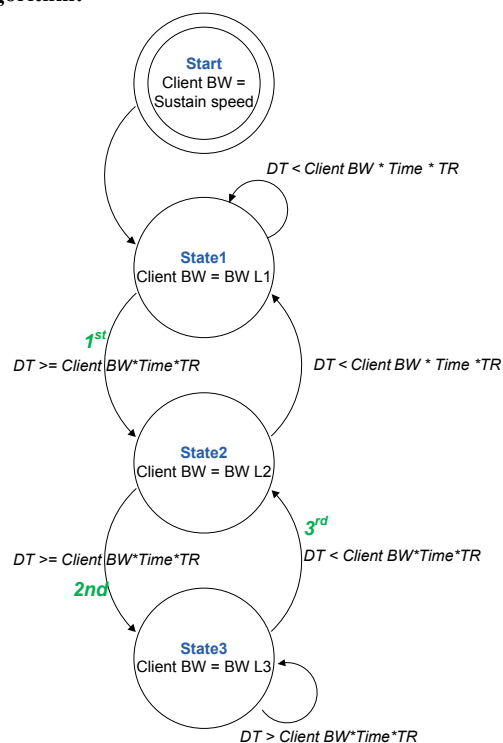 Start
Client BW =
Sustain speed
DT < Client BW * Time * TR
State1
Client BW = BW L1
1st
DT >= Client BW*Time*TR
DT < Client BW * Time *TR
State2
Client BW = BW L2
3rd
DT >= Client BW*Time*TR
DT < Client BW*Time*TR
2nd
State3
Client BW = BW L3
DT > Client BW*Time*TR